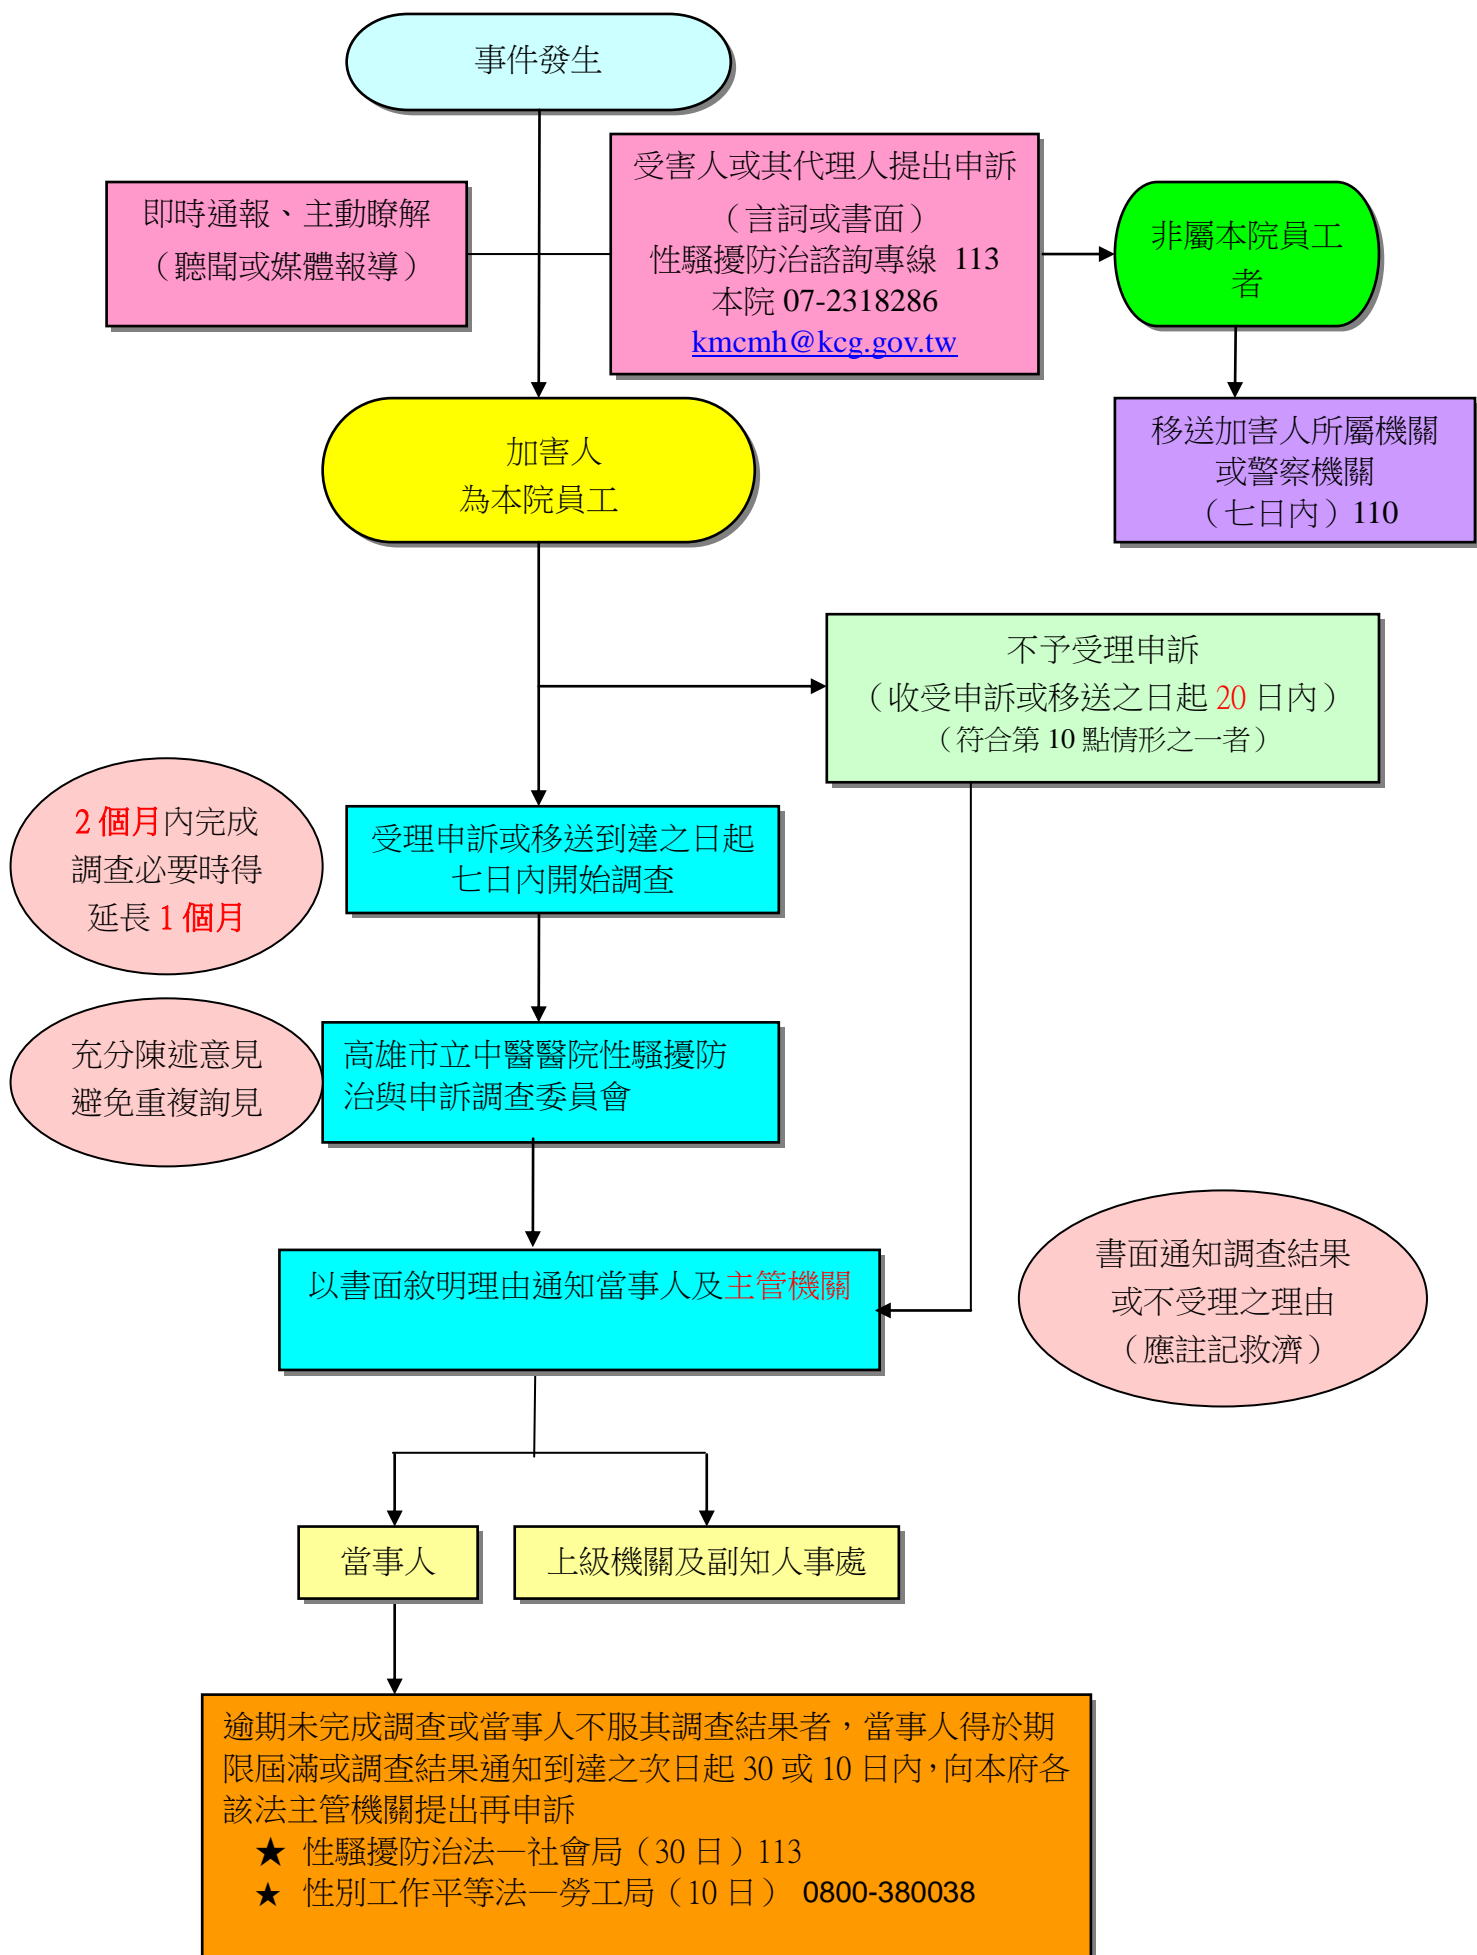 事件發生
即時通報、主動瞭解
（聽聞或媒體報導）
受害人或其代理人提出申訴
（言詞或書面）
性騷擾防治諮詢專線 113
本院 07-2318286
kmcmh@kcg.gov.tw
非屬本院員工
者
移送加害人所屬機關
或警察機關
（七日內）110
加害人
為本院員工
不予受理申訴
（收受申訴或移送之日起 20 日內）
（符合第 10 點情形之一者）
2 個月內完成
調查必要時得
延長 1 個月
受理申訴或移送到達之日起
七日內開始調查
充分陳述意見
避免重複詢見
高雄市立中醫醫院性騷擾防
治與申訴調查委員會
以書面敘明理由通知當事人及主管機關
書面通知調查結果
或不受理之理由
（應註記救濟）
當事人
上級機關及副知人事處
逾期未完成調查或當事人不服其調查結果者，當事人得於期
限屆滿或調查結果通知到達之次日起 30 或 10 日內，向本府各
該法主管機關提出再申訴
★ 性騷擾防治法—社會局（30 日）113
★ 性別工作平等法—勞工局（10 日） 0800-380038